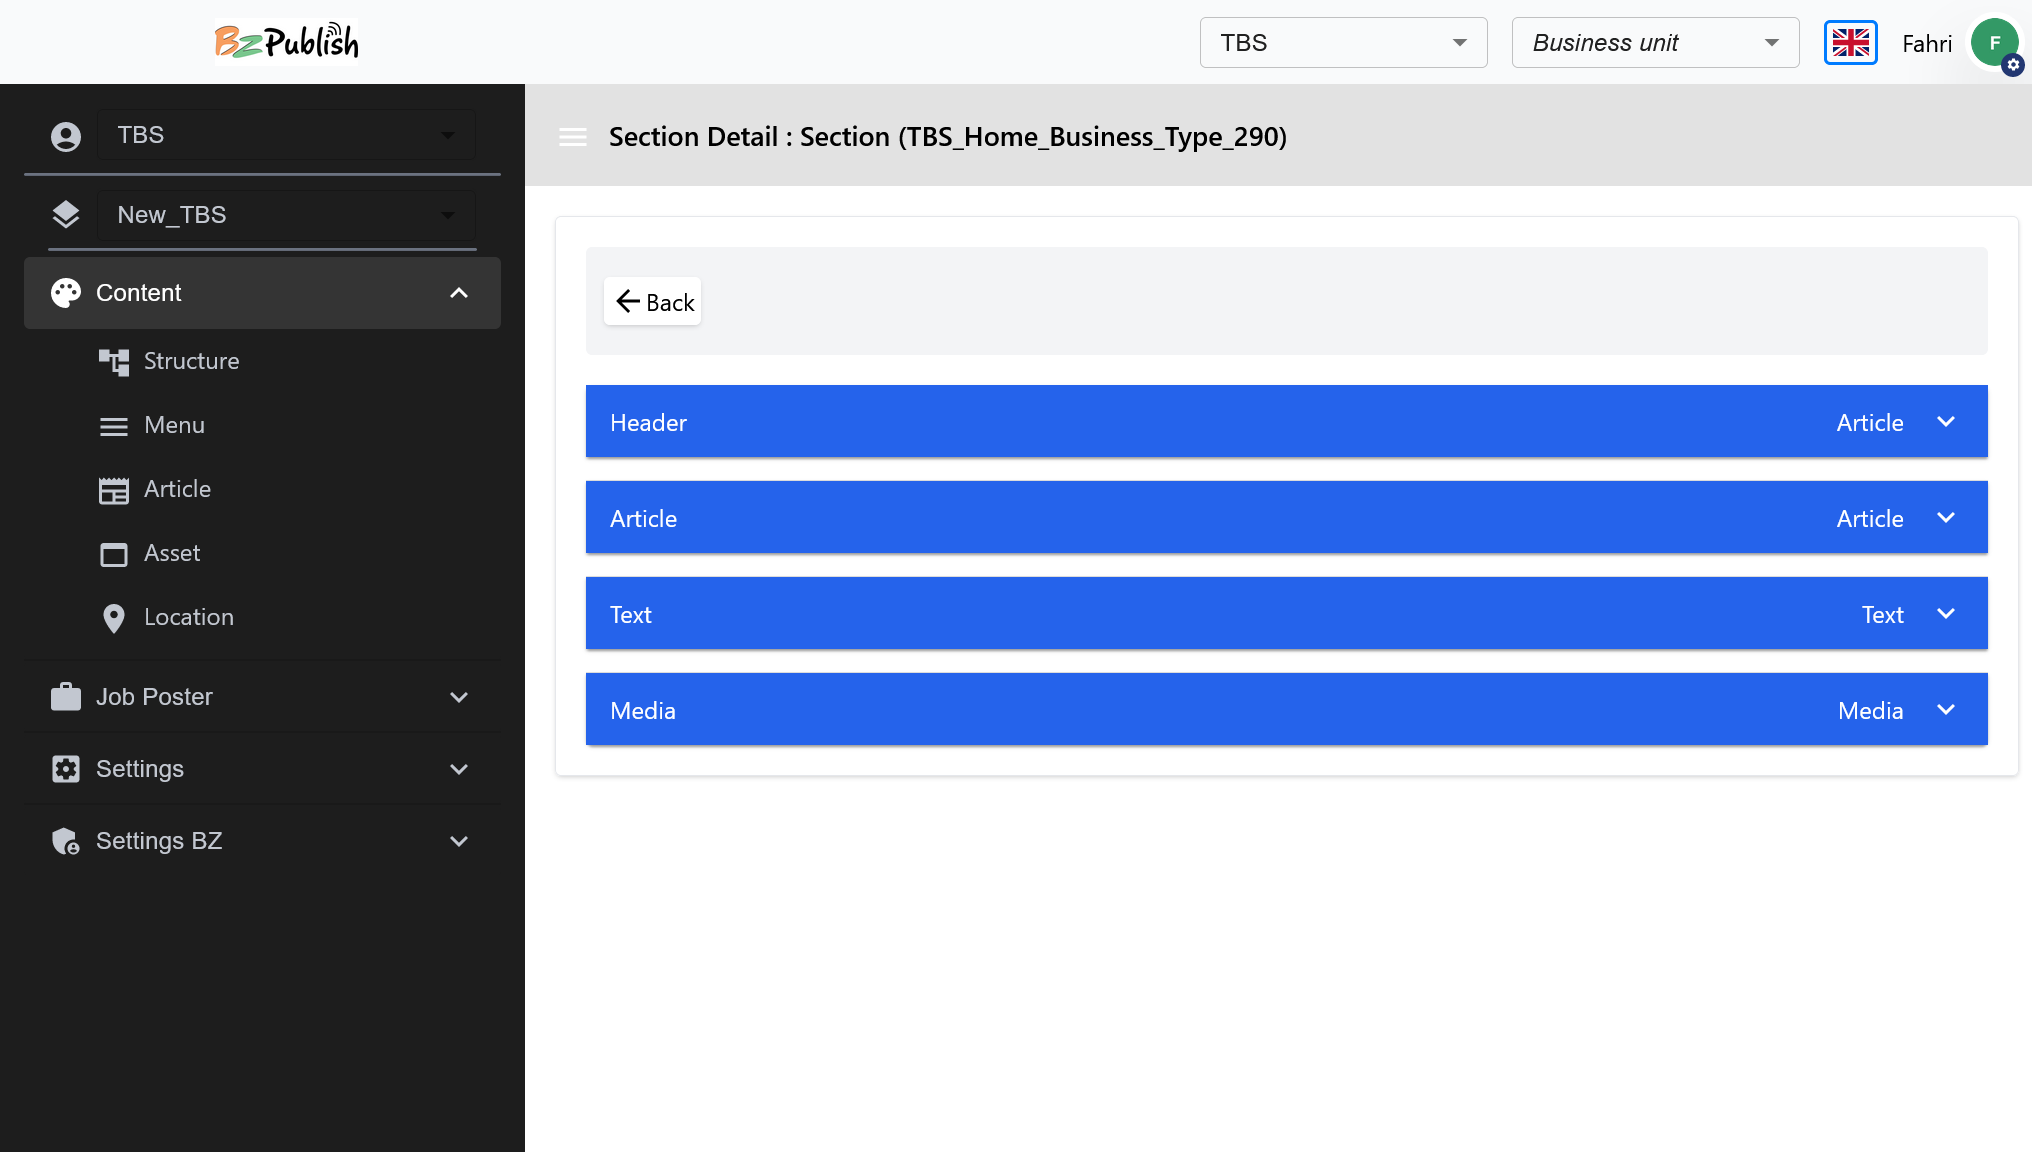 BzPublish
TBS
Business unit
Fahri
F
TBS
New_TBS
Content
Structure
Menu
Article
Asset
Location
Job Poster
Settings
Settings BZ
Section Detail : Section (TBS_Home_Business_Type_290)
Back
Header Article
Article Article
Text Text
Media Media